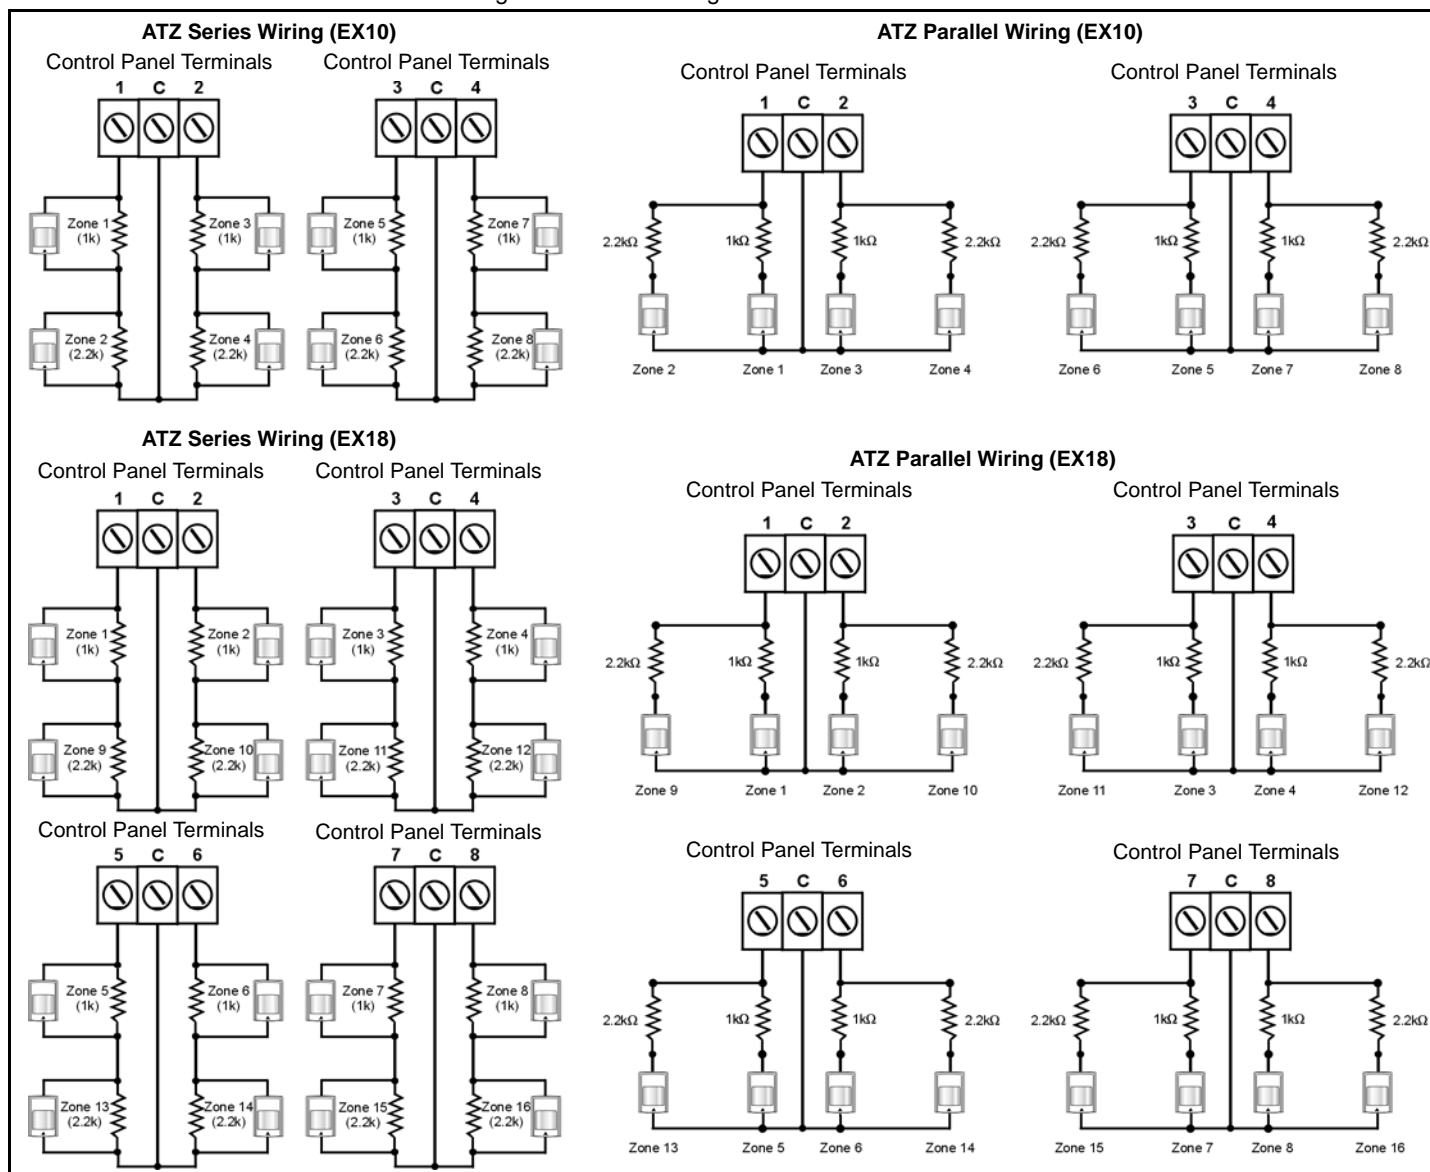 ATZ Series Wiring (EX10)
Control Panel Terminals
Control Panel Terminals
1 C 2
3 C 4
Zone 1
(1k)
Zone 3
(1k)
Zone 5
(1k)
Zone 7
(1k)
Zone 2
(2.2k)
Zone 4
(2.2k)
Zone 6
(2.2k)
Zone 8
(2.2k)
ATZ Parallel Wiring (EX10)
Control Panel Terminals
Control Panel Terminals
1 C 2
3 C 4
2.2kΩ
1kΩ
1kΩ
2.2kΩ
2.2kΩ
1kΩ
1kΩ
2.2kΩ
Zone 2
Zone 1
Zone 3
Zone 4
Zone 6
Zone 5
Zone 7
Zone 8
ATZ Series Wiring (EX18)
Control Panel Terminals
Control Panel Terminals
1 C 2
3 C 4
Zone 1
(1k)
Zone 2
(1k)
Zone 3
(1k)
Zone 4
(1k)
Zone 9
(2.2k)
Zone 10
(2.2k)
Zone 11
(2.2k)
Zone 12
(2.2k)
Control Panel Terminals
Control Panel Terminals
5 C 6
7 C 8
Zone 5
(1k)
Zone 6
(1k)
Zone 7
(1k)
Zone 8
(1k)
Zone 13
(2.2k)
Zone 14
(2.2k)
Zone 15
(2.2k)
Zone 16
(2.2k)
ATZ Parallel Wiring (EX18)
Control Panel Terminals
Control Panel Terminals
1 C 2
3 C 4
2.2kΩ
1kΩ
1kΩ
2.2kΩ
2.2kΩ
1kΩ
1kΩ
2.2kΩ
Zone 9
Zone 1
Zone 2
Zone 10
Zone 11
Zone 3
Zone 4
Zone 12
Control Panel Terminals
Control Panel Terminals
5 C 6
7 C 8
2.2kΩ
1kΩ
1kΩ
2.2kΩ
2.2kΩ
1kΩ
1kΩ
2.2kΩ
Zone 13
Zone 5
Zone 6
Zone 14
Zone 15
Zone 7
Zone 8
Zone 16